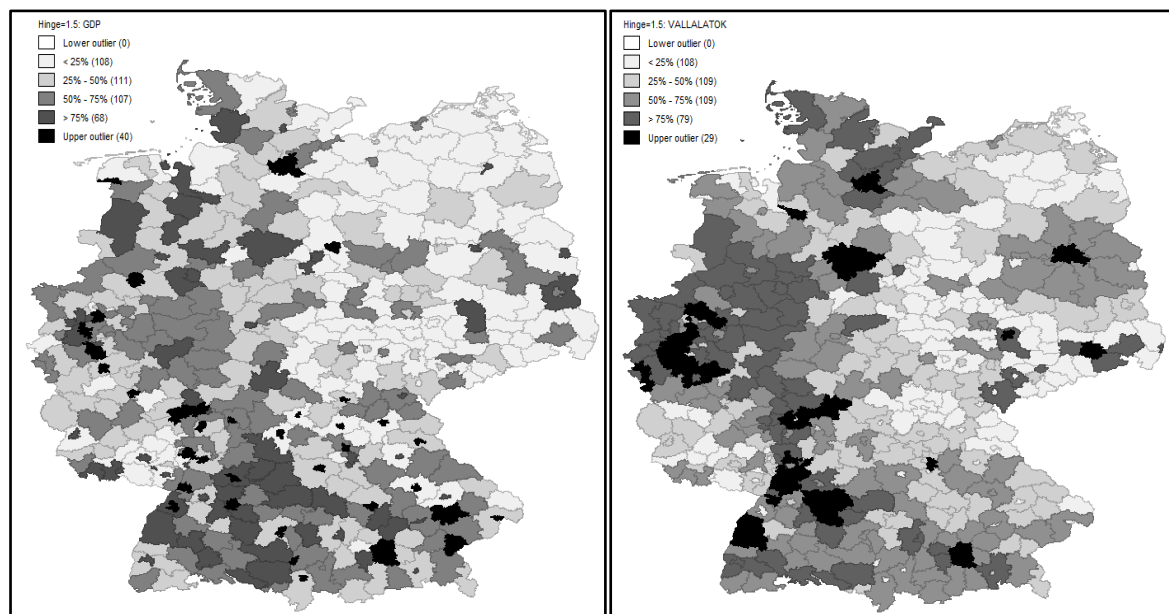 Hinge=1.5: GDP
Lower outlier (0)
< 25% (108)
25% - 50% (111)
50% - 75% (107)
> 75% (68)
Upper outlier (40)
Hinge=1.5: VALLALATOK
Lower outlier (0)
< 25% (108)
25% - 50% (109)
50% - 75% (109)
> 75% (79)
Upper outlier (29)